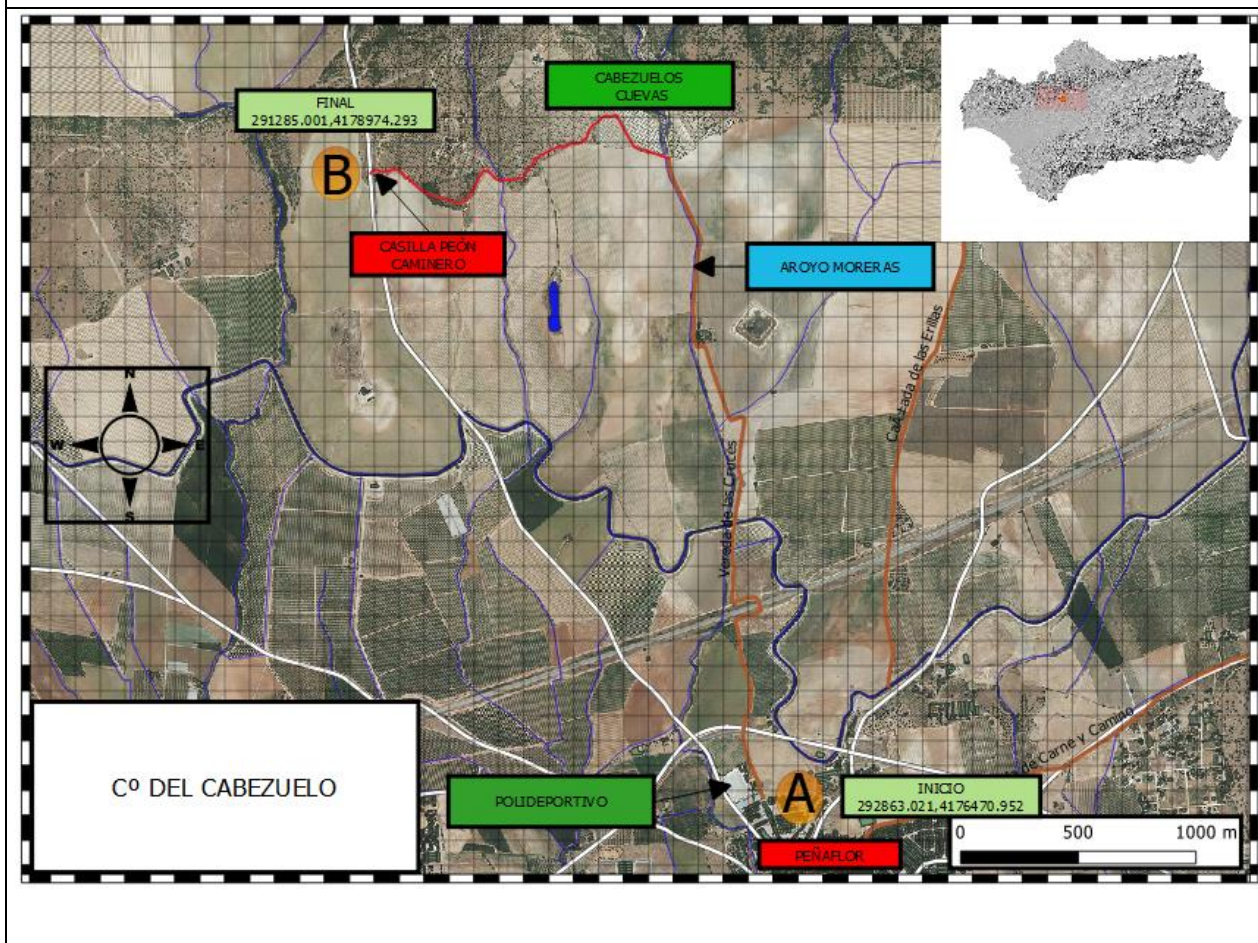 CABEZUELOS
CUEVAS
FINAL
291285.001,4178974.293
B
CASILLA PEÓN
CAMINERO
AROYO MORERAS
Cañada de las Erillas
N
W
E
S
Vereda de las Cruces
de Carne y Camino
Cº DEL CABEZUELO
POLIDEPORTIVO
A
INICIO
292863.021,4176470.952
PEÑAFLOR
0 500 1000 m